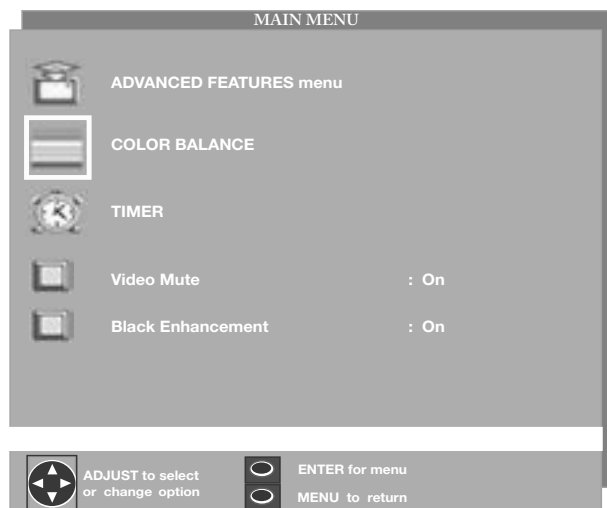 MAIN MENU
ADVANCED FEATURES menu
COLOR BALANCE
TIMER
Video Mute : On
Black Enhancement : On
ADJUST to select
or change option
ENTER for menu
MENU to return